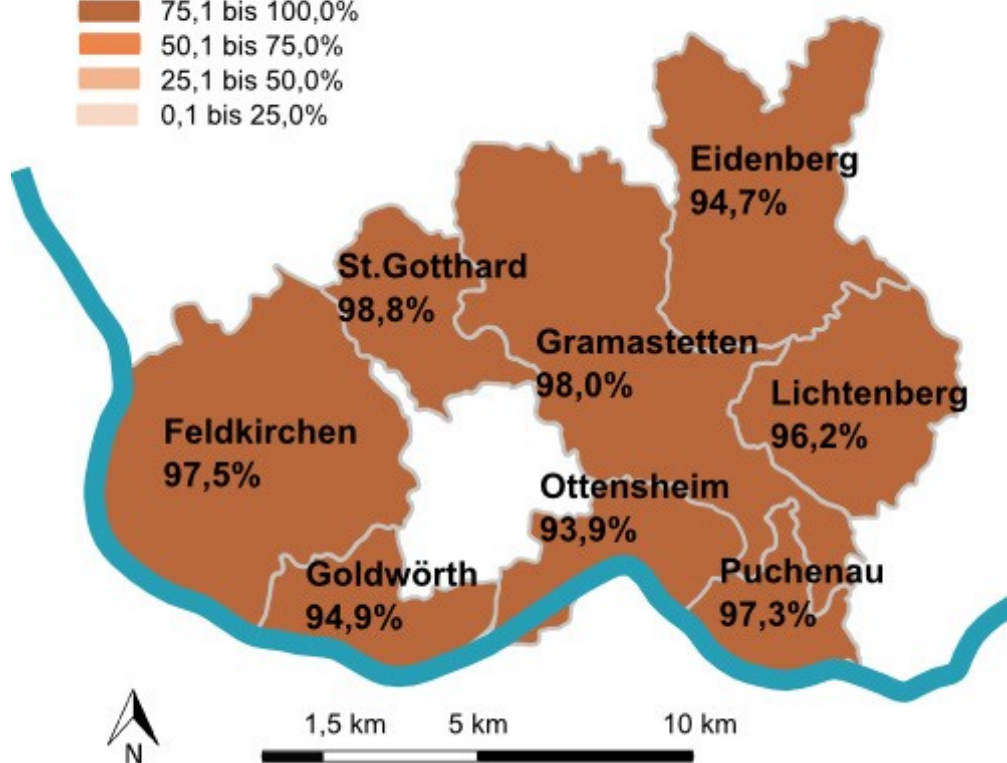 75,1 bis 100,0%
50,1 bis 75,0%
25,1 bis 50,0%
0,1 bis 25,0%
Eidenberg
94,7%
St.Gotthard
98,8%
Gramastetten
98,0%
Lichtenberg
96,2%
Feldkirchen
97,5%
Ottensheim
93,9%
Goldwörth
94,9%
Puchenau
97,3%
1,5 km 5 km 10 km
N